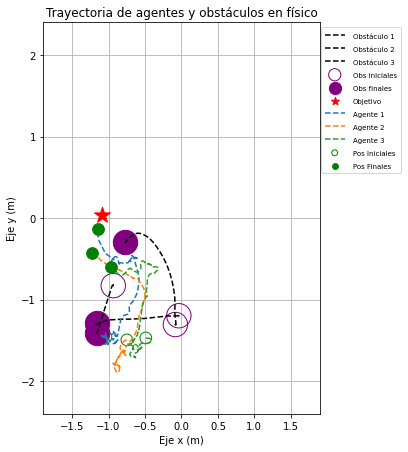 Trayectoria de agentes y obstáculos en físico
Obstáculo 1
Obstáculo 2
Obstáculo 3
Obs iniciales
Obs finales
Objetivo
Agente 1
Agente 2
Agente 3
Pos Iniciales
Pos Finales
Eje y (m)
2
1
0
−1
−2
−1.5
−1.0
−0.5
0.0
0.5
1.0
1.5
Eje x (m)